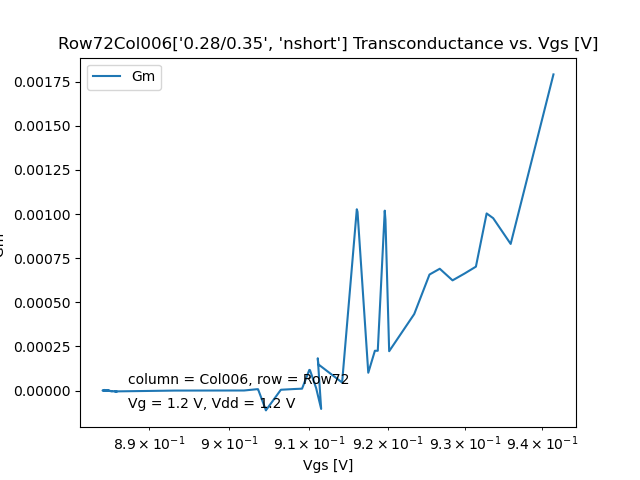 Row72Col006['0.28/0.35', 'nshort'] Transconductance vs. Vgs [V]
Gm
0.00175
0.00150
0.00125
0.00100
0.00075
0.00050
0.00025
0.00000
Gm
column = Col006, row = Row72
Vg = 1.2 V, Vdd = 1.2 V
8.9 × 10⁻¹ 9 × 10⁻¹ 9.1 × 10⁻¹ 9.2 × 10⁻¹ 9.3 × 10⁻¹ 9.4 × 10⁻¹
Vgs [V]